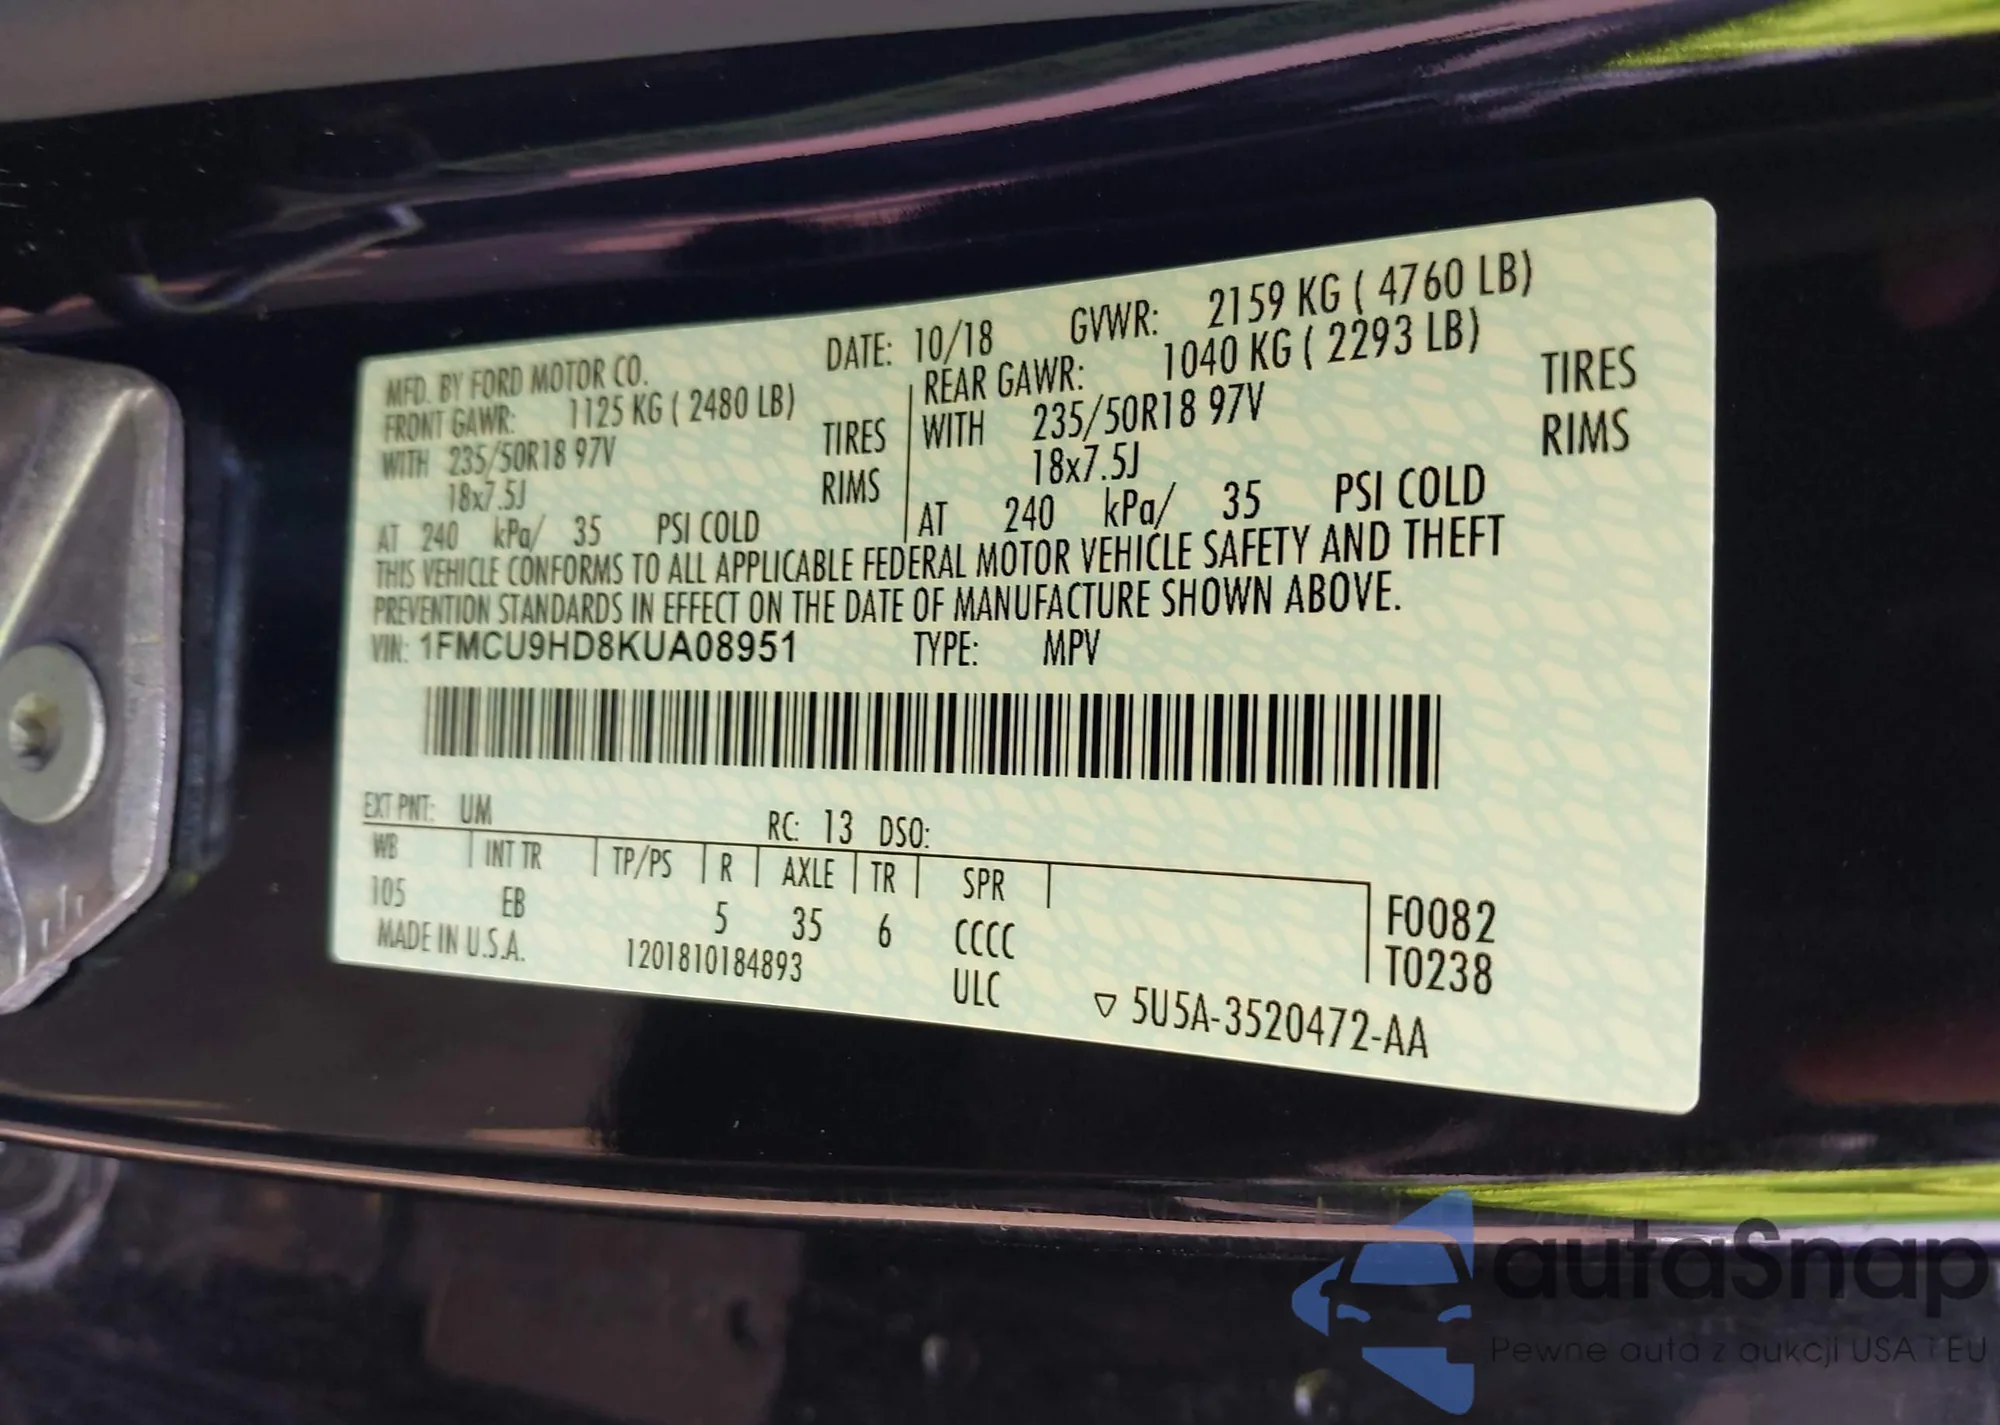 MFD. BY FORD MOTOR CO. DATE: 10/18 GVWR: 2159 KG ( 4760 LB)
FRONT GAWR: 1125 KG ( 2480 LB) REAR GAWR: 1040 KG ( 2293 LB)
WITH 235/50R18 97V TIRES WITH 235/50R18 97V TIRES
18x7.5J RIMS 18x7.5J RIMS
AT 240 kPa/ 35 PSI COLD AT 240 kPa/ 35 PSI COLD
THIS VEHICLE CONFORMS TO ALL APPLICABLE FEDERAL MOTOR VEHICLE SAFETY AND THEFT
PREVENTION STANDARDS IN EFFECT ON THE DATE OF MANUFACTURE SHOWN ABOVE.
VIN: 1FMCU9HD8KUA08951 TYPE: MPV
EXT PNT: UM RC: 13 DSO:
WB INT TR TP/PS R AXLE TR SPR
105 EB 5 35 6 CCCC F0082
MADE IN U.S.A. 1201810184893 ULC T0238
▽ 5U5A-3520472-AA
autaSnap
Pewne auta z aukcji USA i EU